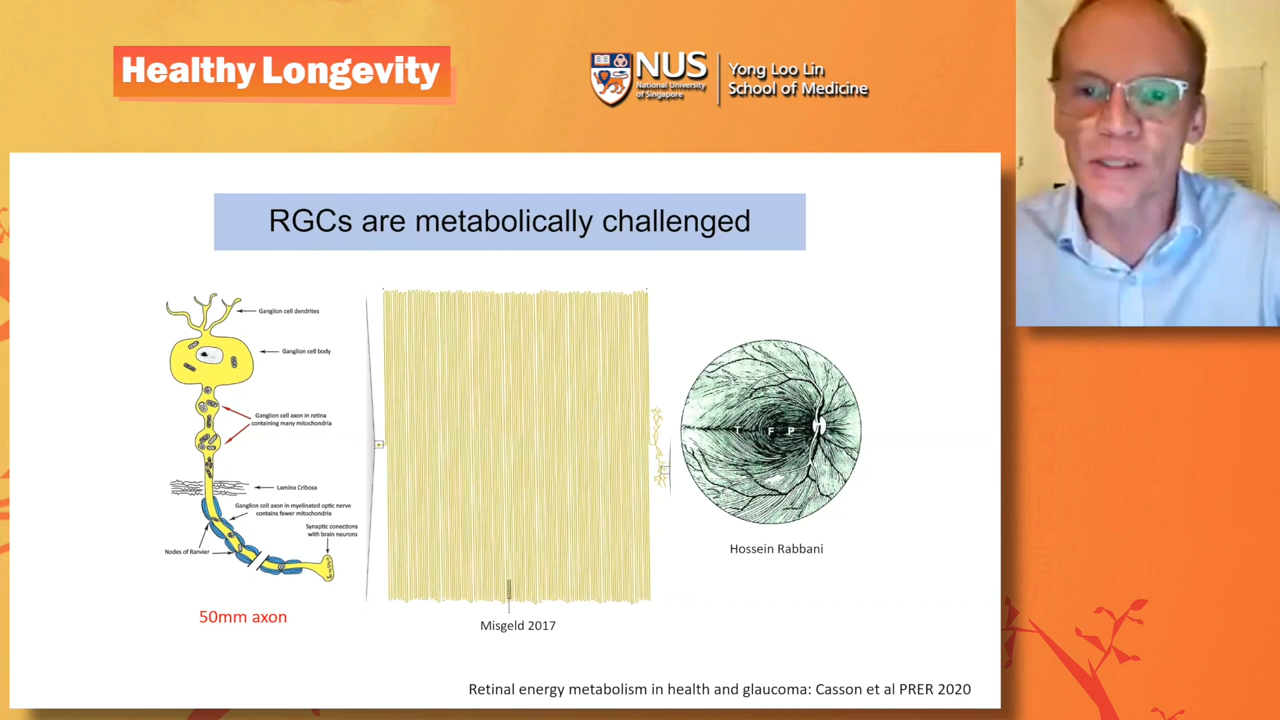 Healthy Longevity
NUS
National University
of Singapore
Yong Loo Lin
School of Medicine
RGCs are metabolically challenged
Ganglion cell dendrites
Ganglion cell body
Ganglion cell axon in retina
containing many mitochondria
Lamina Cribosa
Ganglion cell axon in myelinated optic nerve
contains fewer mitochondria
Synaptic conections
with brain neurons
Nodes of Ranvier
50mm axon
Misgeld 2017
T F P
Hossein Rabbani
Retinal energy metabolism in health and glaucoma: Casson et al PRER 2020